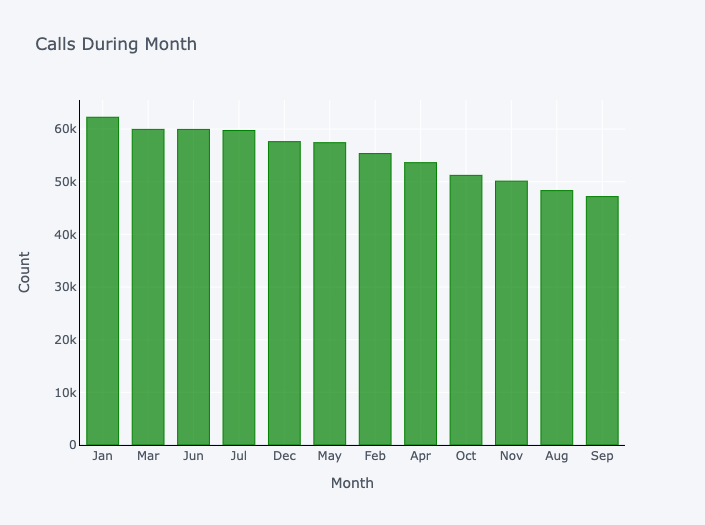 Calls During Month
60k
50k
40k
30k
20k
10k
0
Count
Jan Mar Jun Jul Dec May Feb Apr Oct Nov Aug Sep
Month